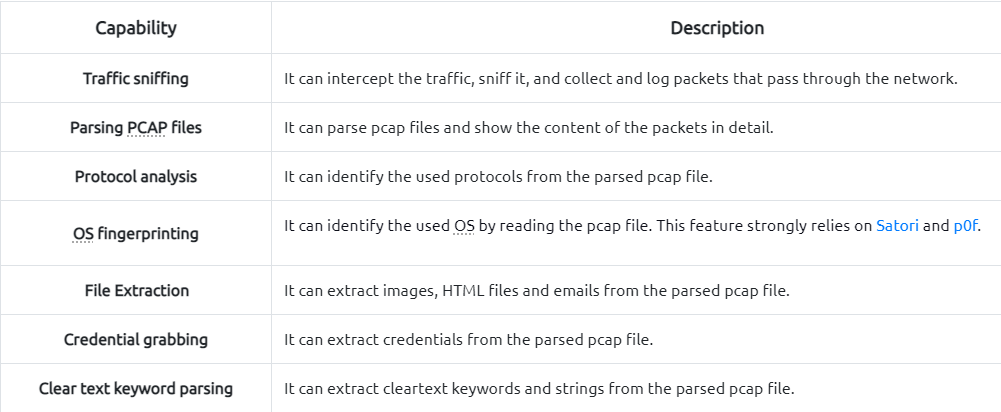 Capability Description
Traffic sniffing It can intercept the traffic, sniff it, and collect and log packets that pass through the network.
Parsing PCAP files It can parse pcap files and show the content of the packets in detail.
Protocol analysis It can identify the used protocols from the parsed pcap file.
OS fingerprinting It can identify the used OS by reading the pcap file. This feature strongly relies on Satori and p0f.
File Extraction It can extract images, HTML files and emails from the parsed pcap file.
Credential grabbing It can extract credentials from the parsed pcap file.
Clear text keyword parsing It can extract cleartext keywords and strings from the parsed pcap file.